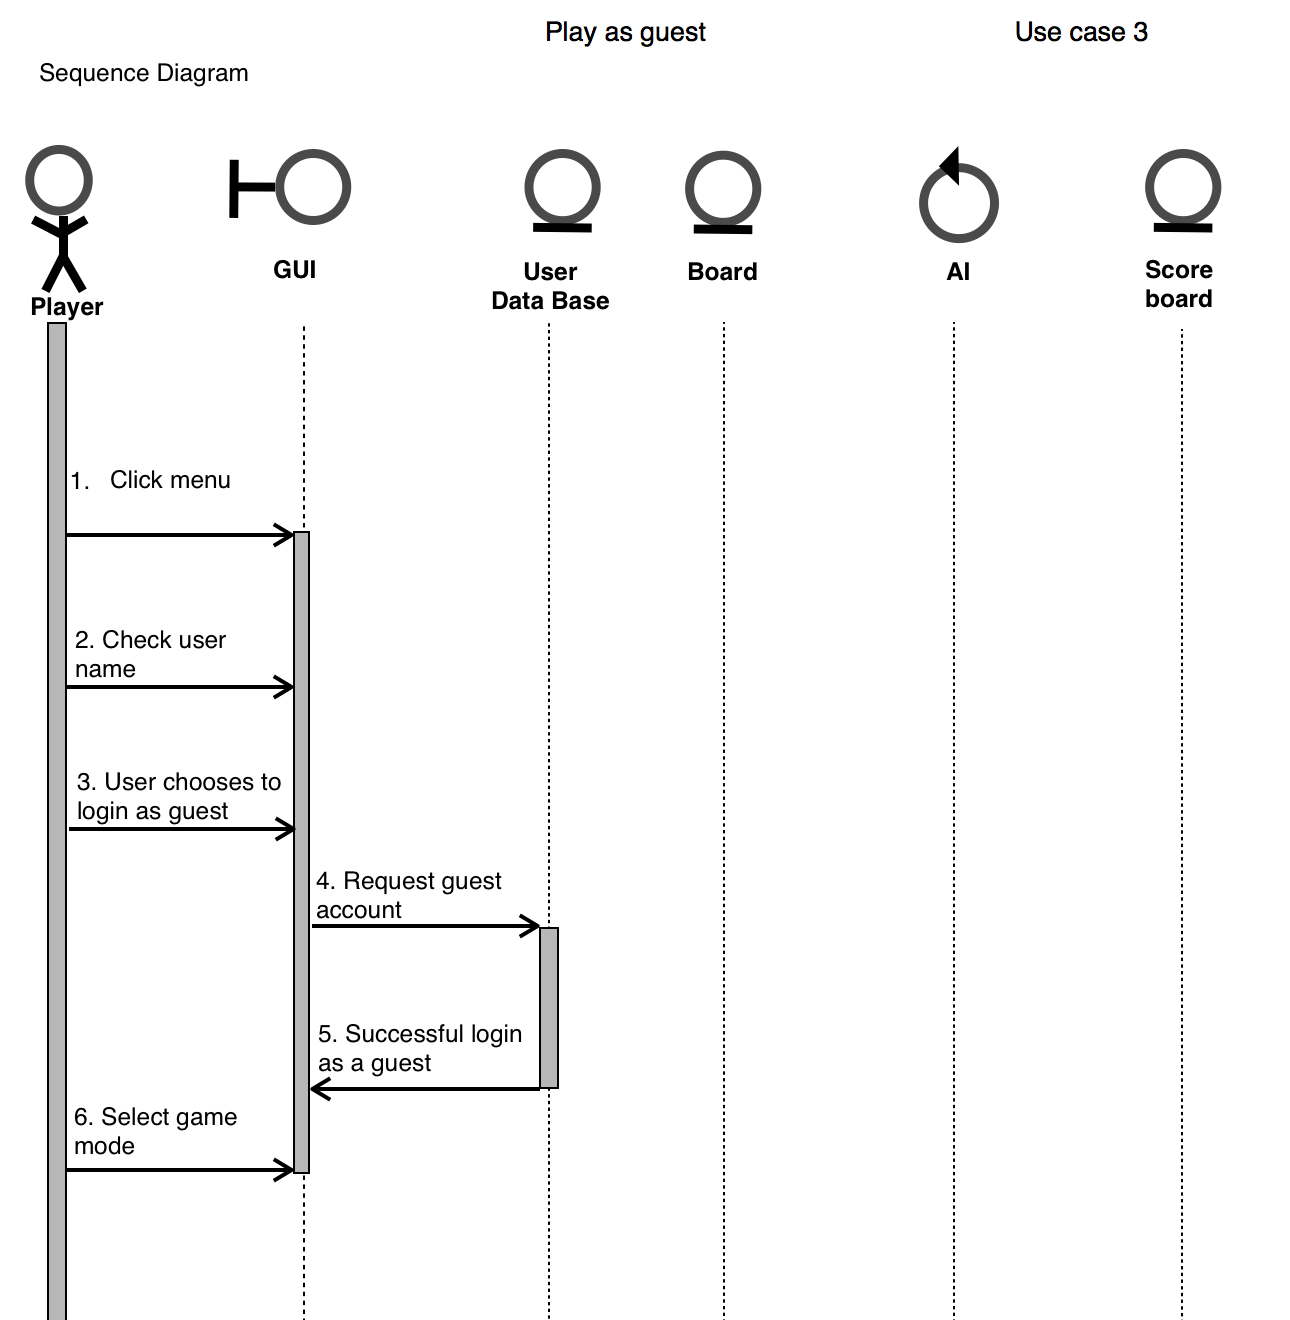 Play as guest
Use case 3
Sequence Diagram
Player
GUI
User
Data Base
Board
AI
Score
board
1. Click menu
2. Check user
name
3. User chooses to
login as guest
4. Request guest
account
5. Successful login
as a guest
6. Select game
mode